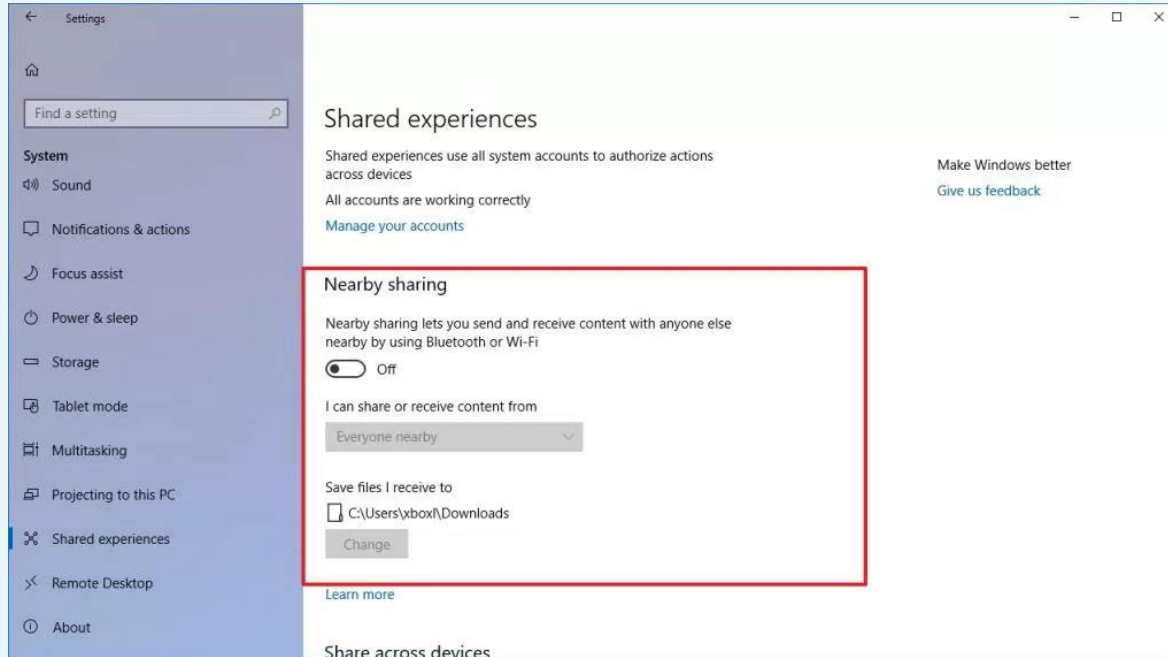 Settings
Find a setting
System
Sound
Notifications & actions
Focus assist
Power & sleep
Storage
Tablet mode
Multitasking
Projecting to this PC
Shared experiences
Remote Desktop
About
Shared experiences
Shared experiences use all system accounts to authorize actions
across devices
All accounts are working correctly
Manage your accounts
Nearby sharing
Nearby sharing lets you send and receive content with anyone else
nearby by using Bluetooth or Wi-Fi
Off
I can share or receive content from
Everyone nearby
Save files I receive to
C:\Users\xboxl\Downloads
Change
Learn more
Share across devices
Make Windows better
Give us feedback